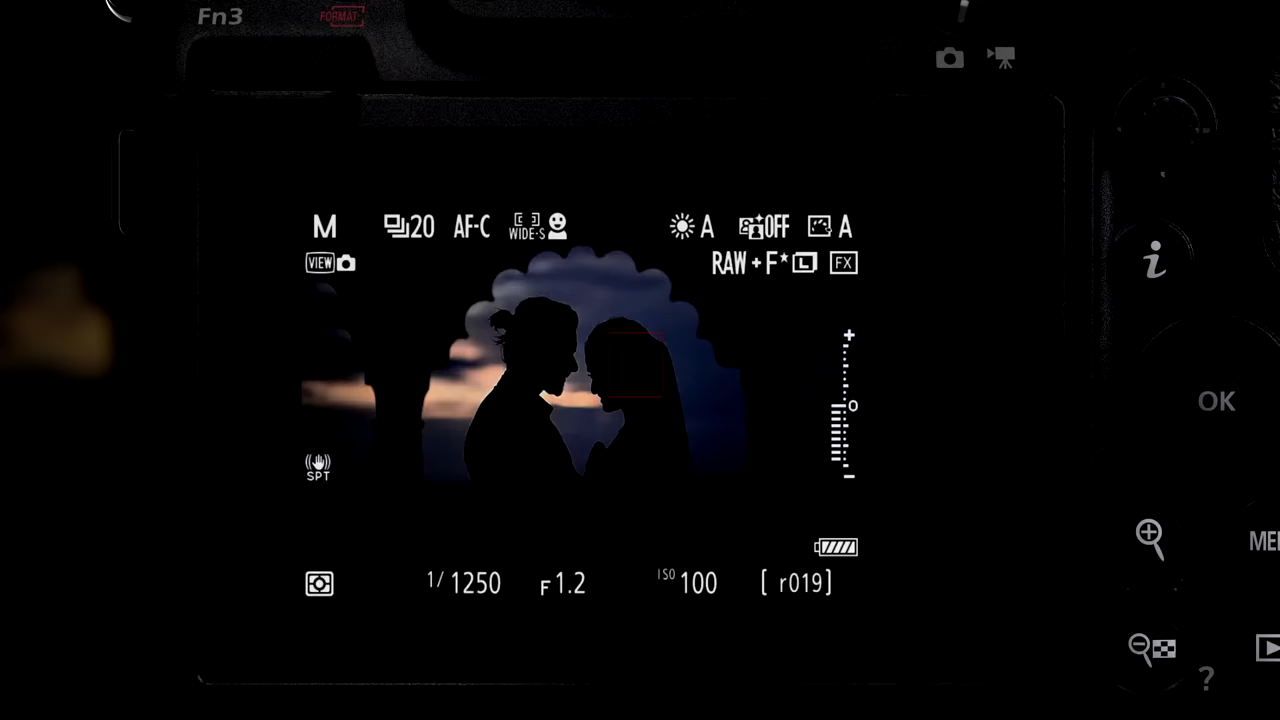 Fn3
FORMAT
M 20 AF-C WIDE-S A OFF A
VIEW RAW + F★ L FX
i
+
0
OK
-
SPT
1/1250 F1.2 ISO 100 [ r019]
?